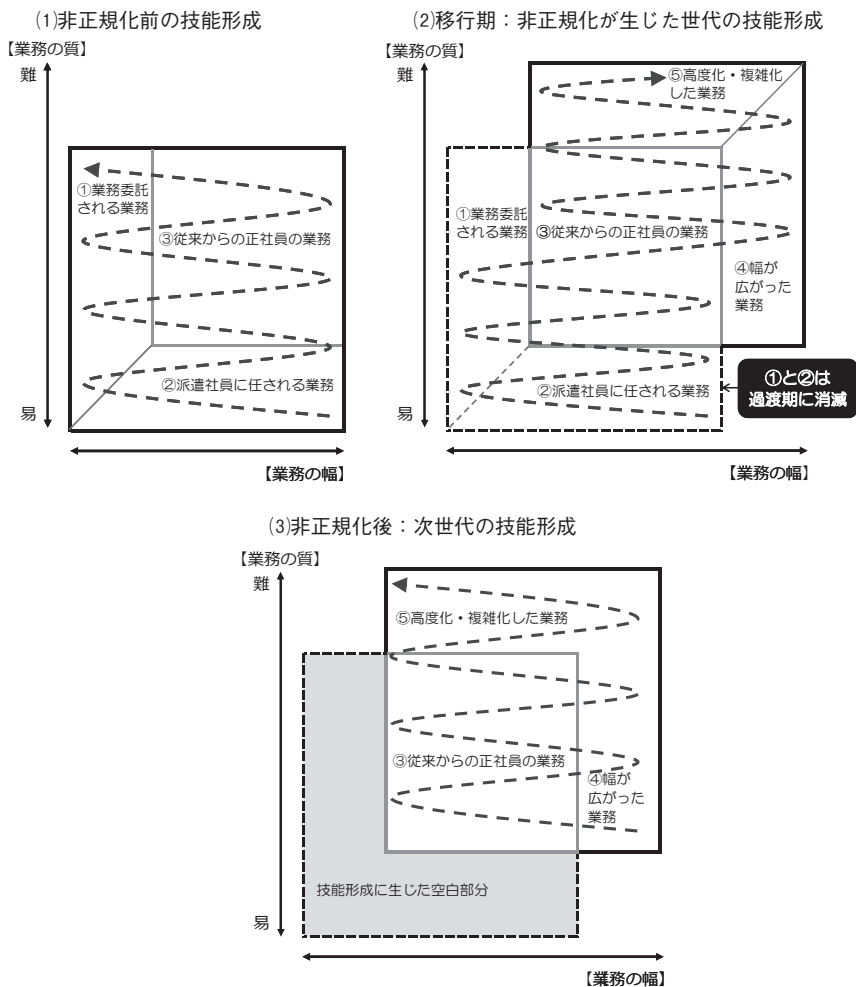 (1)非正規化前の技能形成
【業務の質】
難
①業務委託
される業務
③従来からの正社員の業務
②派遣社員に任される業務
易
【業務の幅】
(2)移行期：非正規化が生じた世代の技能形成
【業務の質】
難
⑤高度化・複雑化
した業務
①業務委託
される業務
③従来からの正社員の業務
④幅が
広がった
業務
②派遣社員に任される業務
①と②は
過渡期に消滅
易
【業務の幅】
(3)非正規化後：次世代の技能形成
【業務の質】
難
⑤高度化・複雑化した業務
③従来からの正社員の業務
④幅が
広がった
業務
技能形成に生じた空白部分
易
【業務の幅】